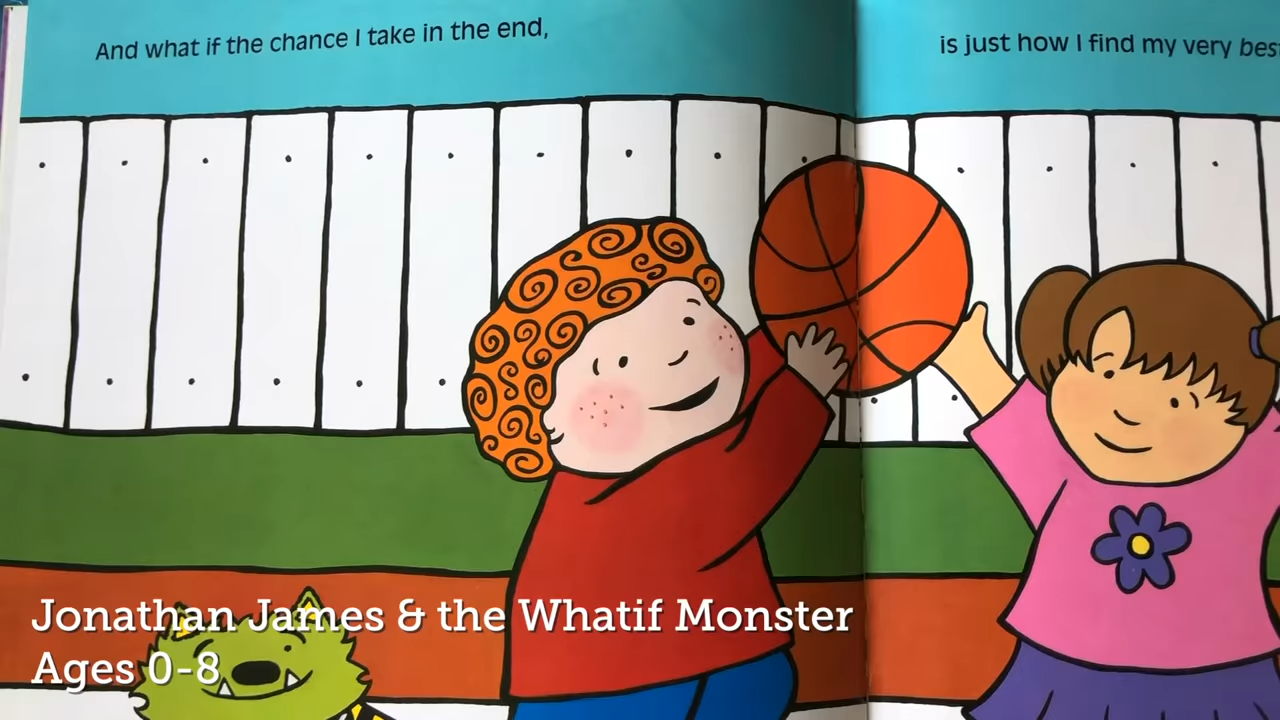 And what if the chance I take in the end,
is just how I find my very
Jonathan James & the Whatif Monster
Ages 0-8